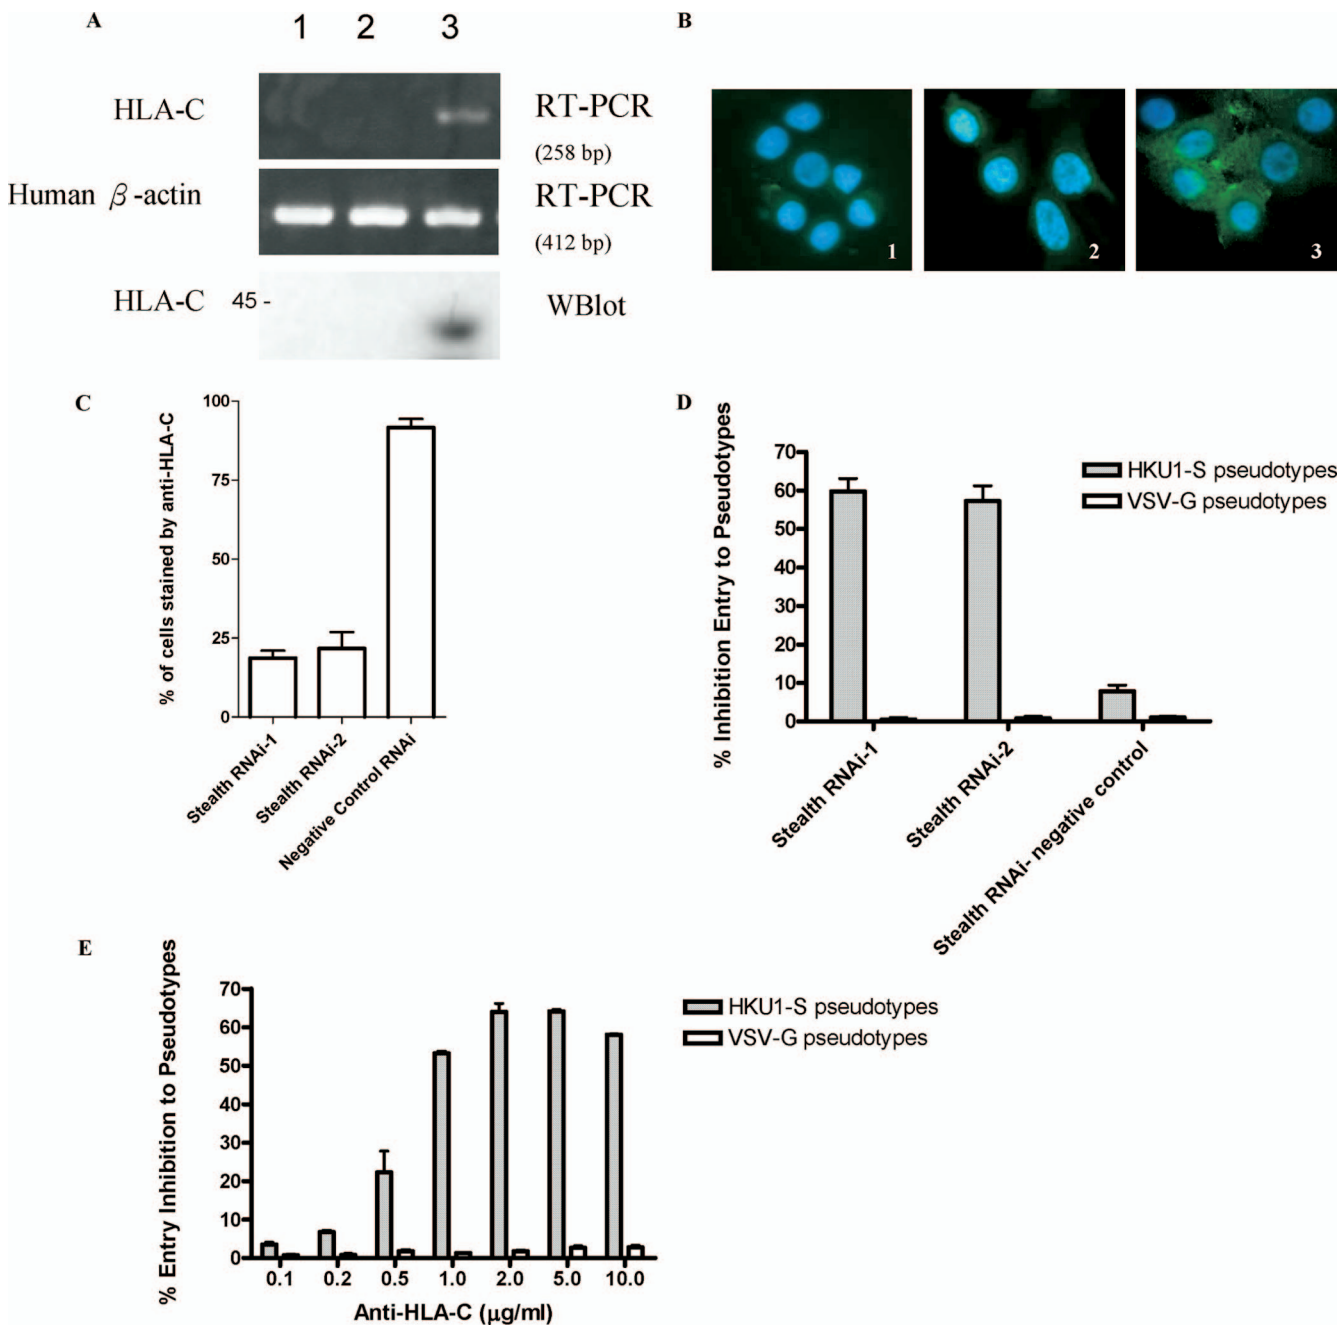 A
1 2 3
HLA-C
RT-PCR
(258 bp)
Human β-actin
RT-PCR
(412 bp)
HLA-C
45 -
WBlot
B
1
2
3
C
% of cells stained by anti-HLA-C
100
75
50
25
0
Stealth RNAi-1
Stealth RNAi-2
Negative Control RNAi
D
% Inhibition Entry to Pseudotypes
70
60
50
40
30
20
10
0
HKU1-S pseudotypes
VSV-G pseudotypes
Stealth RNAi-1
Stealth RNAi-2
Stealth RNAi- negative control
E
% Entry Inhibition to Pseudotypes
70
60
50
40
30
20
10
0
HKU1-S pseudotypes
VSV-G pseudotypes
0.1 0.2 0.5 1.0 2.0 5.0 10.0
Anti-HLA-C (μg/ml)